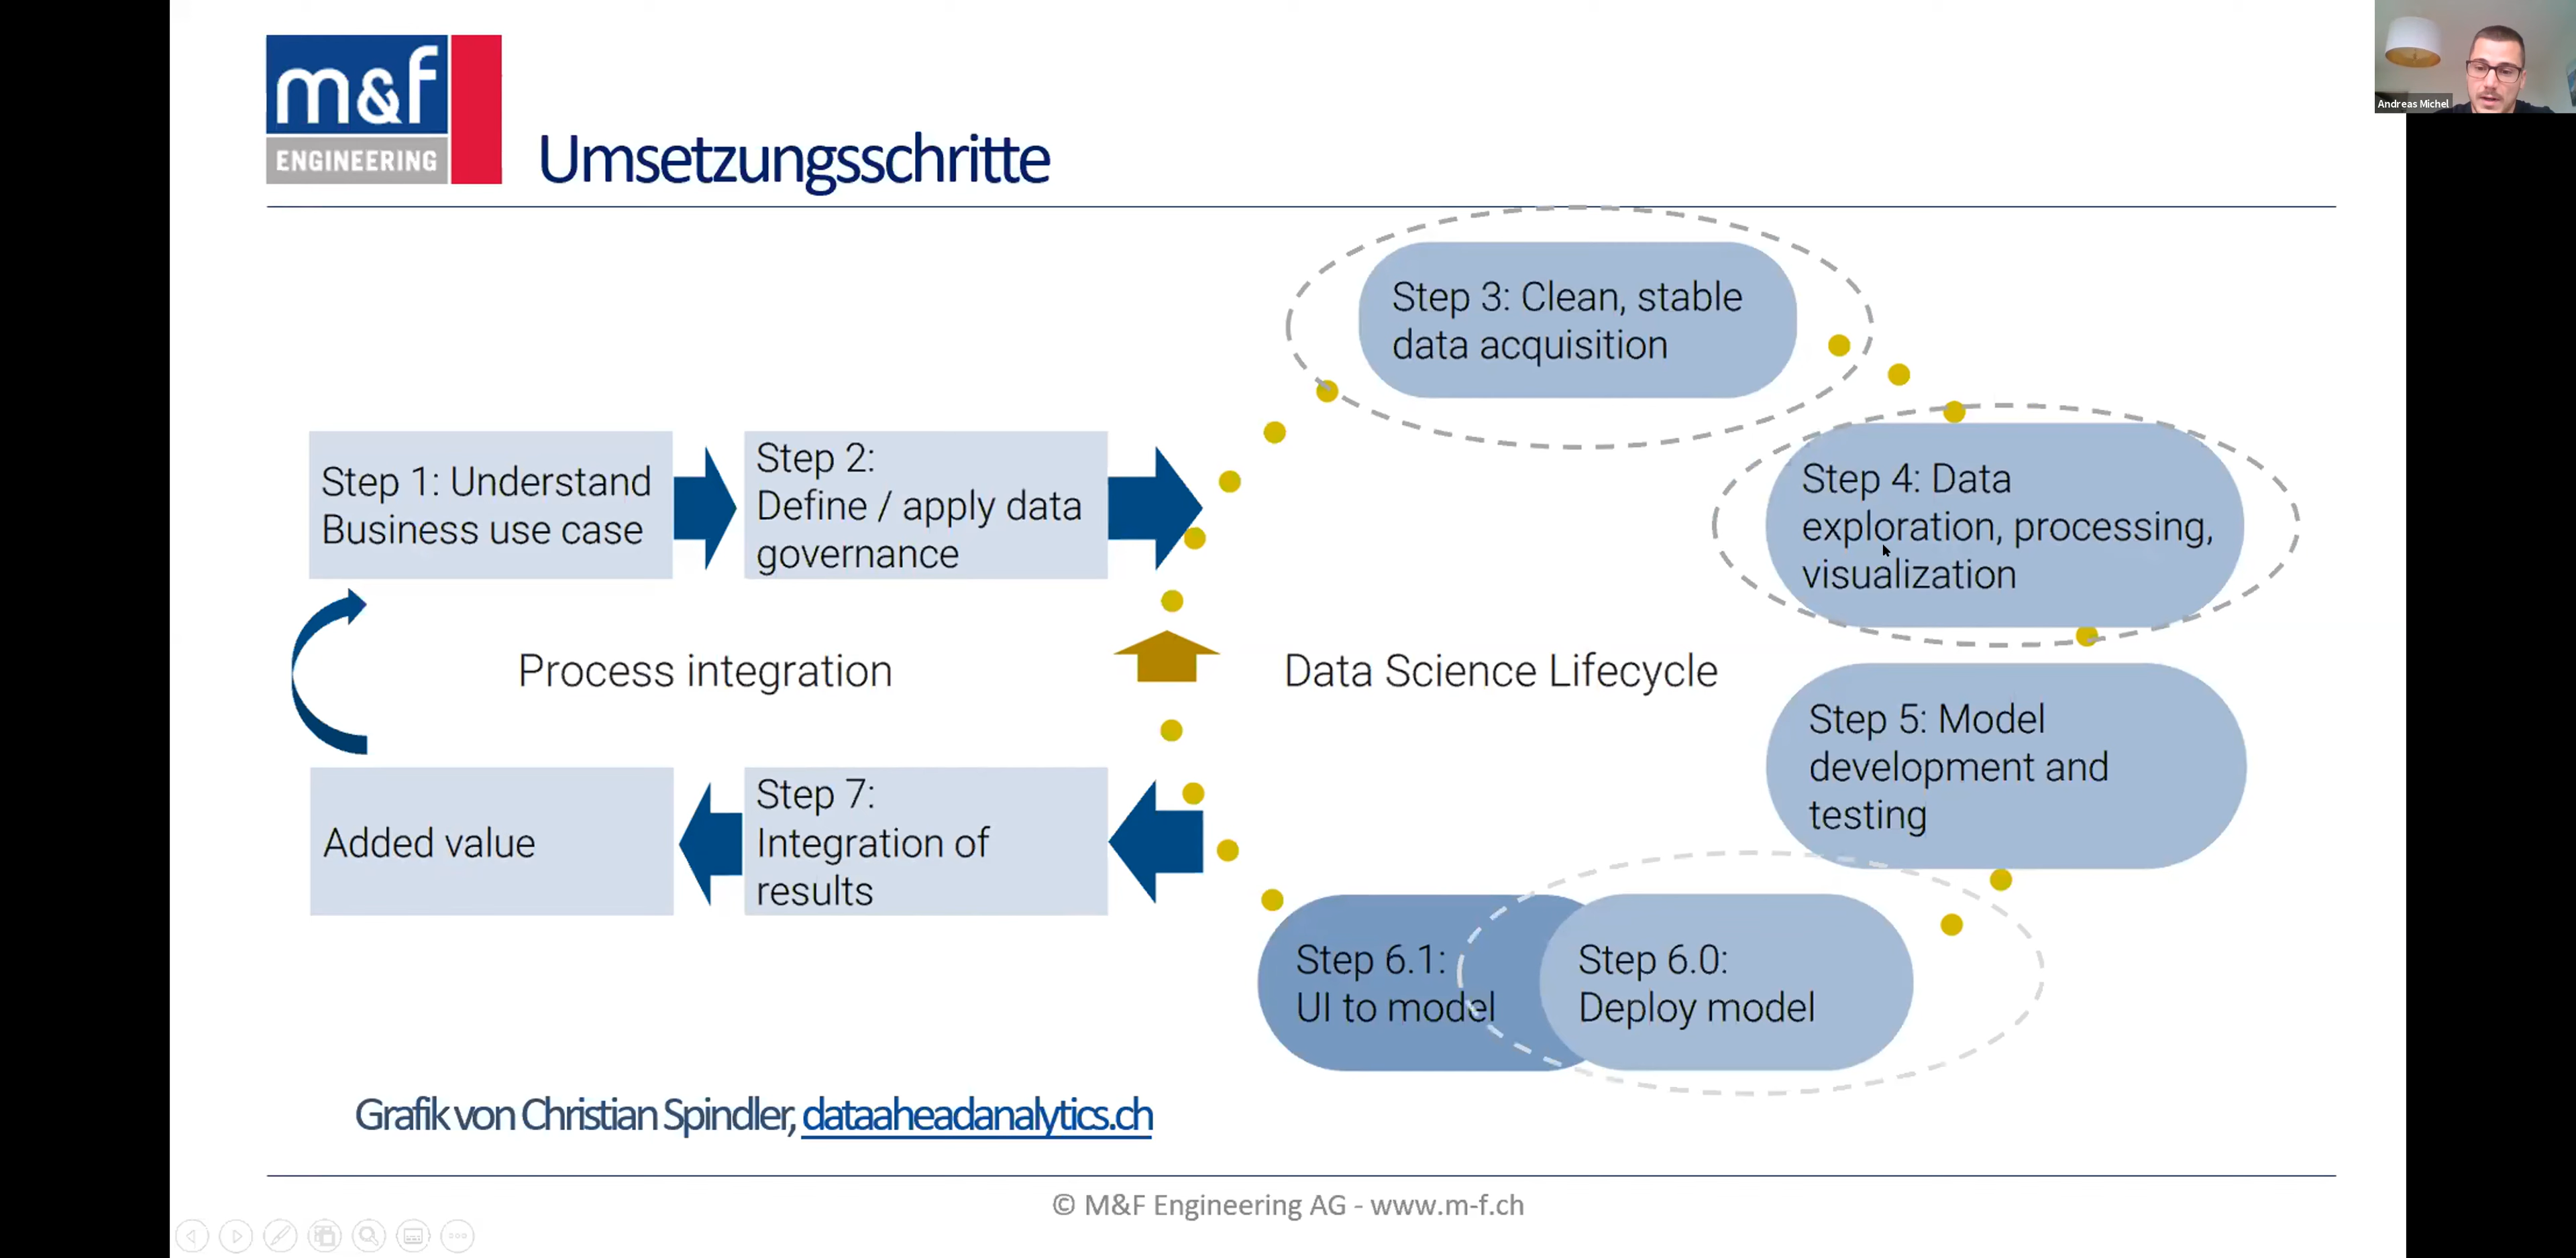 m&f
ENGINEERING
Umsetzungsschritte
Andreas Michel
Step 1: Understand
Business use case
Step 2:
Define / apply data
governance
Step 3: Clean, stable
data acquisition
Step 4: Data
exploration, processing,
visualization
Process integration
Data Science Lifecycle
Step 5: Model
development and
testing
Added value
Step 7:
Integration of
results
Step 6.1:
UI to model
Step 6.0:
Deploy model
Grafik von Christian Spindler, dataaheadanalytics.ch
© M&F Engineering AG - www.m-f.ch